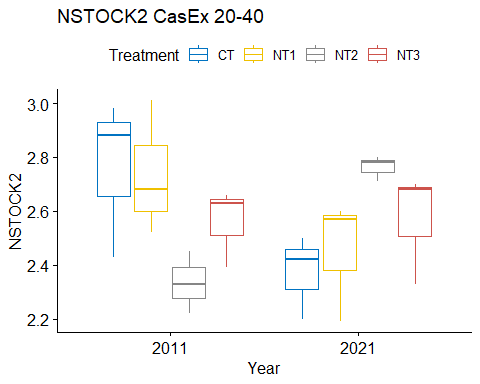 NSTOCK2 CasEx 20-40
Treatment CT NT1 NT2 NT3
3.0
2.8
2.6
2.4
2.2
NSTOCK2
2011 2021
Year